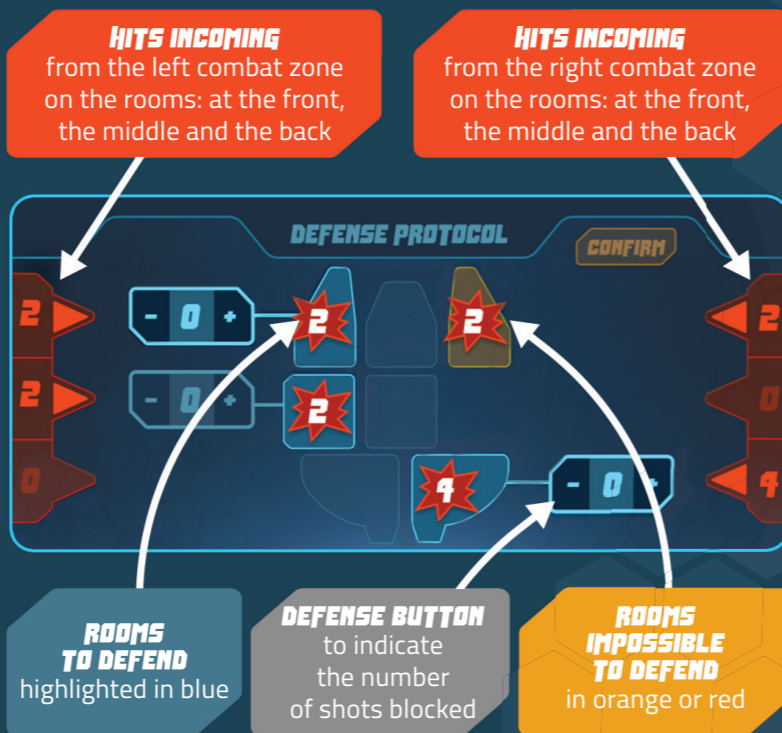 HITS INCOMING
from the left combat zone
on the rooms: at the front,
the middle and the back
HITS INCOMING
from the right combat zone
on the rooms: at the front,
the middle and the back
DEFENSE PROTOCOL
CONFIRM
2 - 0 + 2 2 2
2 - 0 + 2 0
0 4 - 0 + 4
ROOMS
TO DEFEND
highlighted in blue
DEFENSE BUTTON
to indicate
the number
of shots blocked
ROOMS
IMPOSSIBLE
TO DEFEND
in orange or red